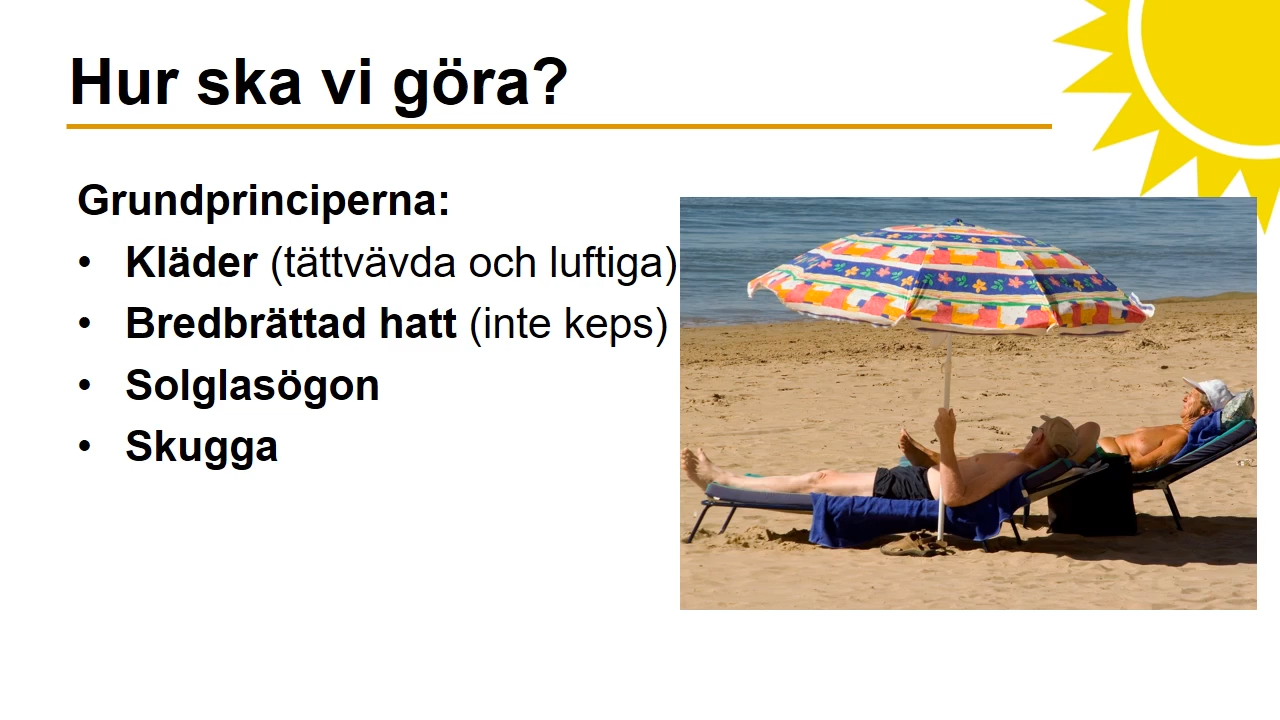 Hur ska vi göra?
Grundprinciperna:
• Kläder (tättvävda och luftiga)
• Bredbrättad hatt (inte keps)
• Solglasögon
• Skugga